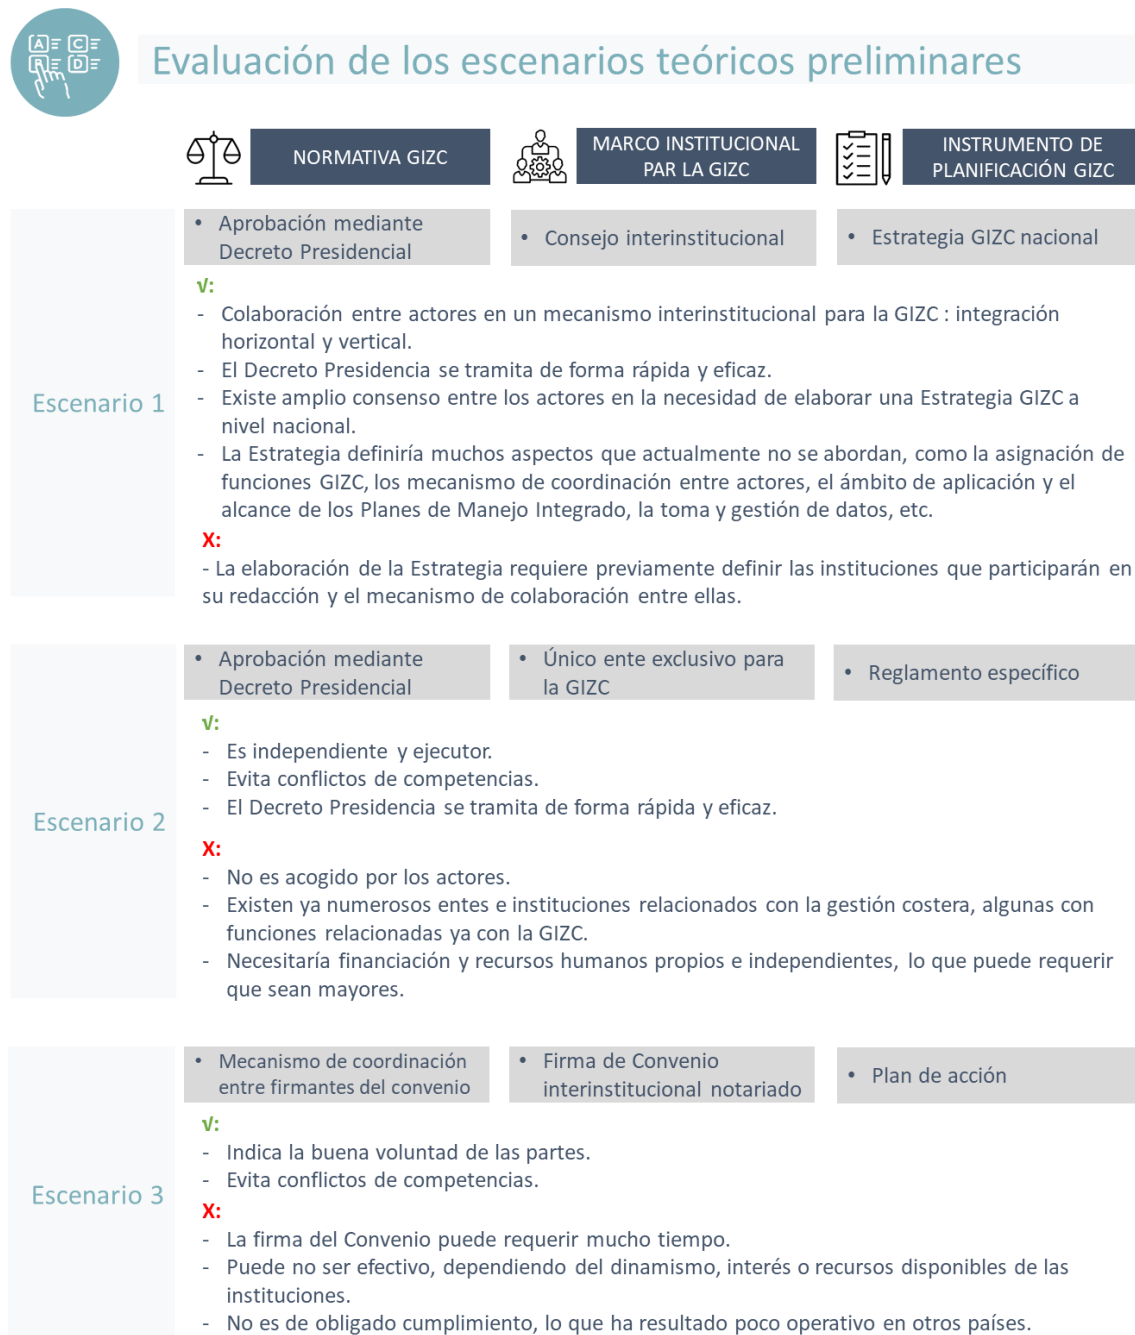 A C
R D
Evaluación de los escenarios teóricos preliminares
NORMATIVA GIZC
MARCO INSTITUCIONAL
PAR LA GIZC
INSTRUMENTO DE
PLANIFICACIÓN GIZC
Escenario 1
• Aprobación mediante
Decreto Presidencial
• Consejo interinstitucional
• Estrategia GIZC nacional
√:
- Colaboración entre actores en un mecanismo interinstitucional para la GIZC : integración
horizontal y vertical.
- El Decreto Presidencia se tramita de forma rápida y eficaz.
- Existe amplio consenso entre los actores en la necesidad de elaborar una Estrategia GIZC a
nivel nacional.
- La Estrategia definiría muchos aspectos que actualmente no se abordan, como la asignación de
funciones GIZC, los mecanismo de coordinación entre actores, el ámbito de aplicación y el
alcance de los Planes de Manejo Integrado, la toma y gestión de datos, etc.
X:
- La elaboración de la Estrategia requiere previamente definir las instituciones que participarán en
su redacción y el mecanismo de colaboración entre ellas.
Escenario 2
• Aprobación mediante
Decreto Presidencial
• Único ente exclusivo para
la GIZC
• Reglamento específico
√:
- Es independiente y ejecutor.
- Evita conflictos de competencias.
- El Decreto Presidencia se tramita de forma rápida y eficaz.
X:
- No es acogido por los actores.
- Existen ya numerosos entes e instituciones relacionados con la gestión costera, algunas con
funciones relacionadas ya con la GIZC.
- Necesitaría financiación y recursos humanos propios e independientes, lo que puede requerir
que sean mayores.
Escenario 3
• Mecanismo de coordinación
entre firmantes del convenio
• Firma de Convenio
interinstitucional notariado
• Plan de acción
√:
- Indica la buena voluntad de las partes.
- Evita conflictos de competencias.
X:
- La firma del Convenio puede requerir mucho tiempo.
- Puede no ser efectivo, dependiendo del dinamismo, interés o recursos disponibles de las
instituciones.
- No es de obligado cumplimiento, lo que ha resultado poco operativo en otros países.